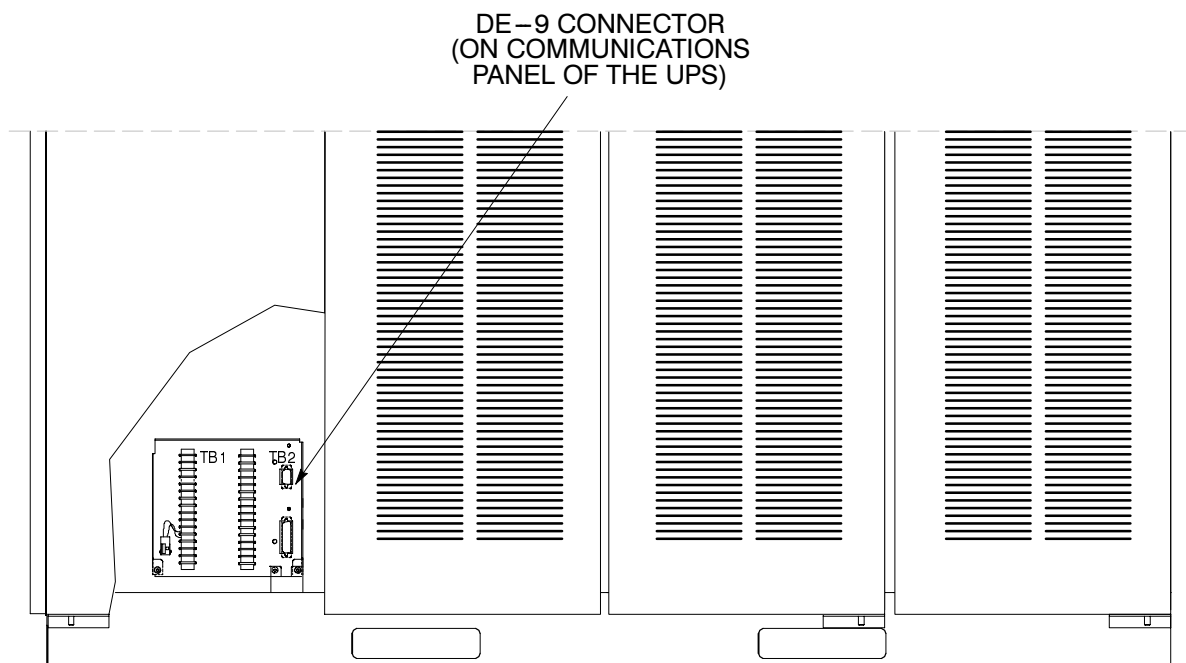 DE–9 CONNECTOR
(ON COMMUNICATIONS
PANEL OF THE UPS)
TB1 TB2